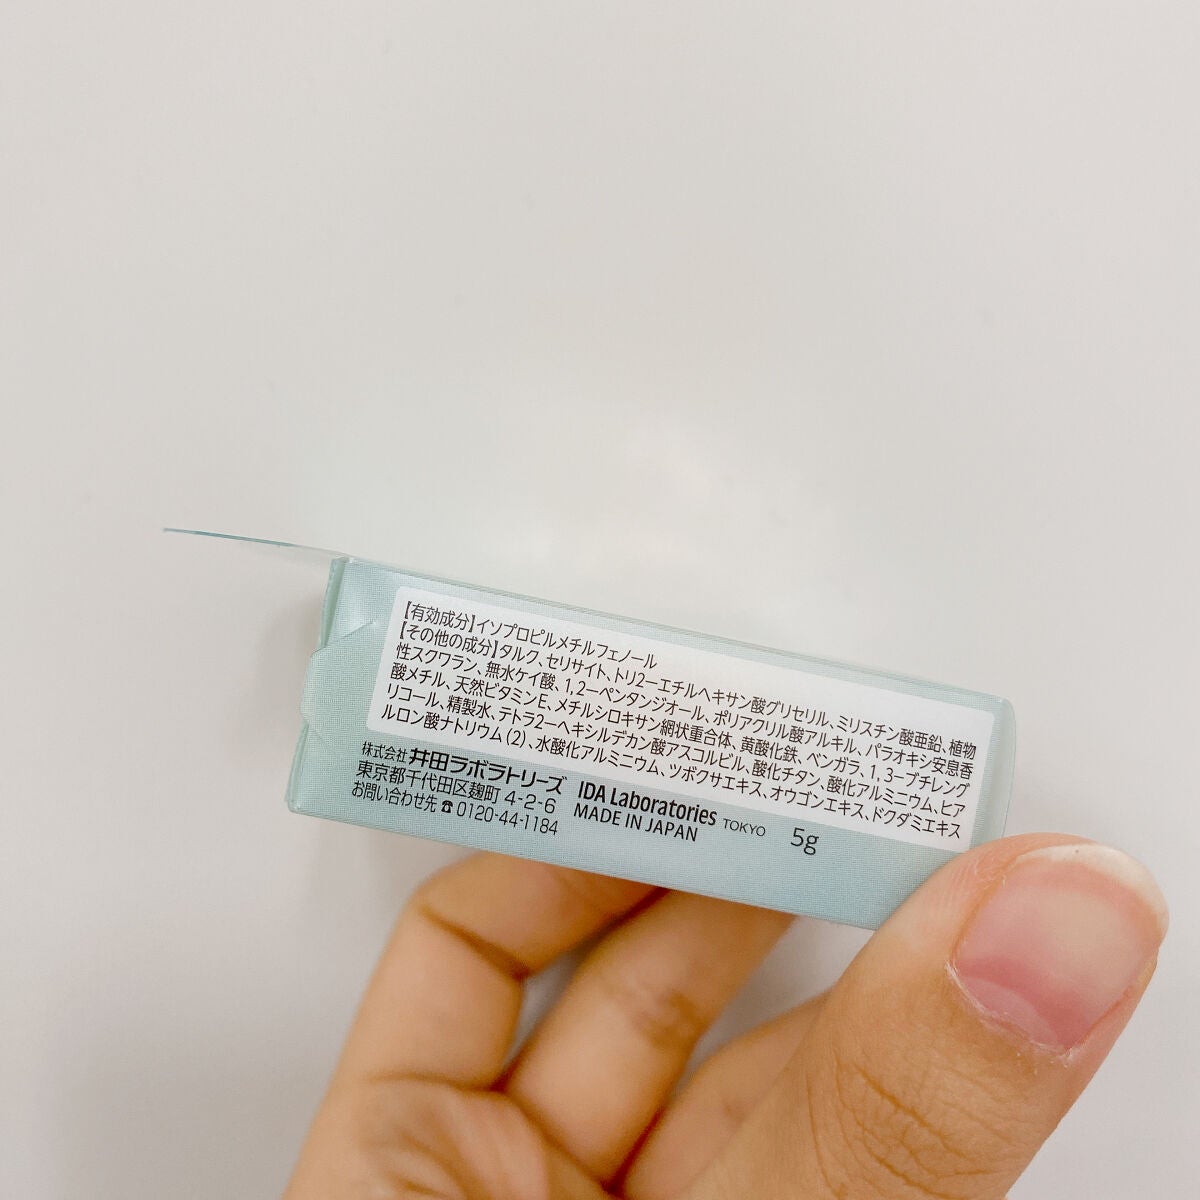 【有効成分】イソプロピルメチルフェノール
【その他の成分】タルク、セリサイト、トリ2ーエチルヘキサン酸グリセリル、ミリスチン酸亜鉛、植物
性スクワラン、無水ケイ酸、1,2ーペンタンジオール、ポリアクリル酸アルキル、パラオキシ安息香
酸メチル、天然ビタミンE、メチルシロキサン網状重合体、黄酸化鉄、ベンガラ、1,3ーブチレング
リコール、精製水、テトラ2ーヘキシルデカン酸アスコルビル、酸化チタン、酸化アルミニウム、ヒア
ルロン酸ナトリウム(2)、水酸化アルミニウム、ツボクサエキス、オウゴンエキス、ドクダミエキス
株式会社 井田ラボラトリーズ
東京都千代田区麹町 4-2-6
お問い合わせ先 ☎ 0120-44-1184
IDA Laboratories TOKYO
MADE IN JAPAN
5g